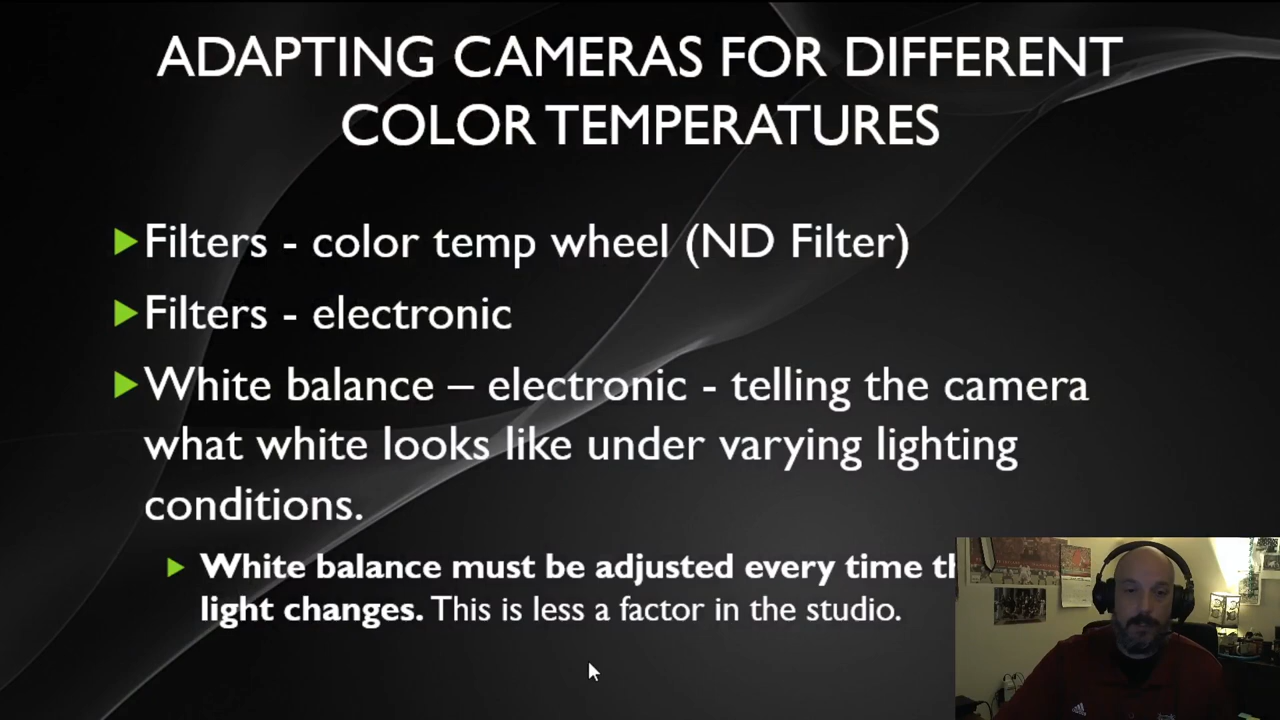 ADAPTING CAMERAS FOR DIFFERENT
COLOR TEMPERATURES
Filters - color temp wheel (ND Filter)
Filters - electronic
White balance – electronic - telling the camera
what white looks like under varying lighting
conditions.
White balance must be adjusted every time
light changes. This is less a factor in the studio.